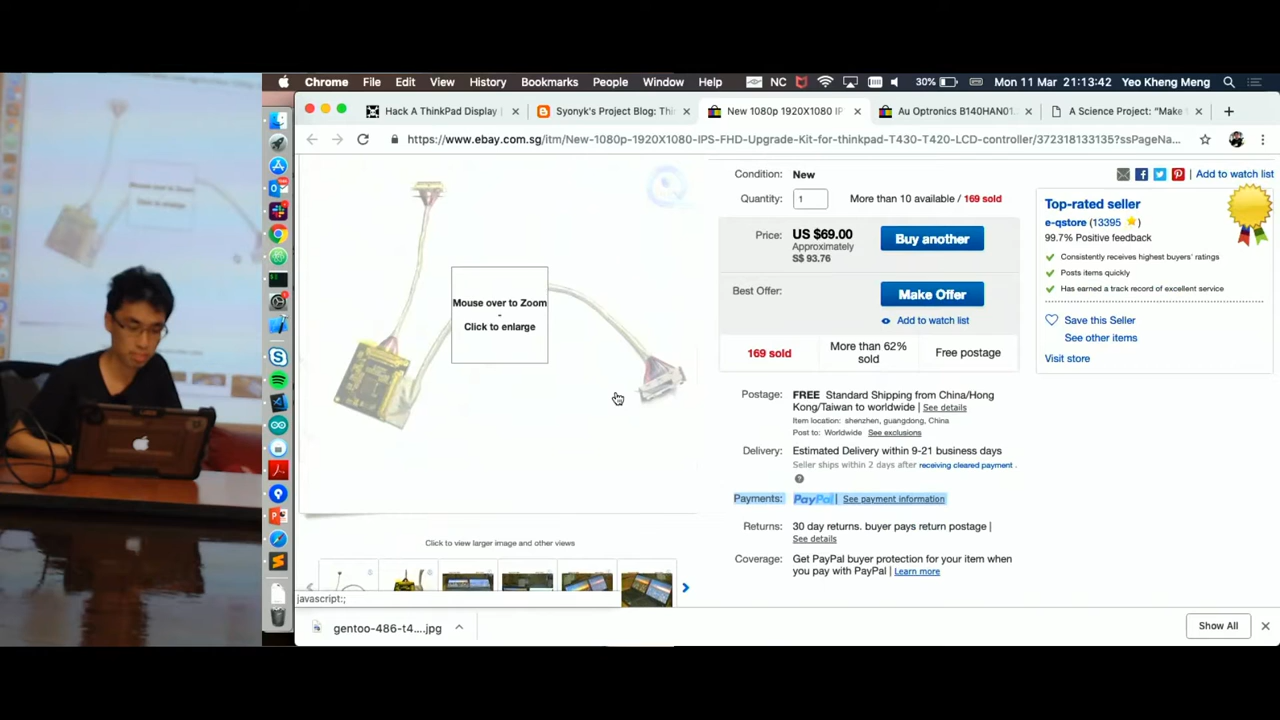 Chrome File Edit View History Bookmarks People Window Help NC 30% Mon 11 Mar 21:13:42 Yeo Kheng Meng
Hack A ThinkPad Display | Syonyk's Project Blog: Thi New 1080p 1920X1080 IP Au Optronics B140HAN01. A Science Project: "Make
https://www.ebay.com.sg/itm/New-1080p-1920X1080-IPS-FHD-Upgrade-Kit-for-thinkpad-T430-T420-LCD-controller/372318133135?ssPageNa...
Condition: New
Add to watch list
Quantity: 1 More than 10 available / 169 sold
Top-rated seller
e-qstore (13395 )
99.7% Positive feedback
Consistently receives highest buyers' ratings
Posts items quickly
Has earned a track record of excellent service
Save this Seller
See other items
Visit store
Price: US $69.00 Buy another
Approximately
S$ 93.76
Best Offer: Make Offer
Add to watch list
169 sold More than 62% sold Free postage
Mouse over to Zoom
-
Click to enlarge
Postage: FREE Standard Shipping from China/Hong
Kong/Taiwan to worldwide | See details
Item location: shenzhen, guangdong, China
Post to: Worldwide See exclusions
Delivery: Estimated Delivery within 9-21 business days
Seller ships within 2 days after receiving cleared payment .
?
Payments: PayPal | See payment information
Returns: 30 day returns. buyer pays return postage |
See details
Coverage: Get PayPal buyer protection for your item when
you pay with PayPal | Learn more
Click to view larger image and other views
javascript:;
gentoo-486-t4....jpg
Show All
Mouse over to Zoom
Click to enlarge